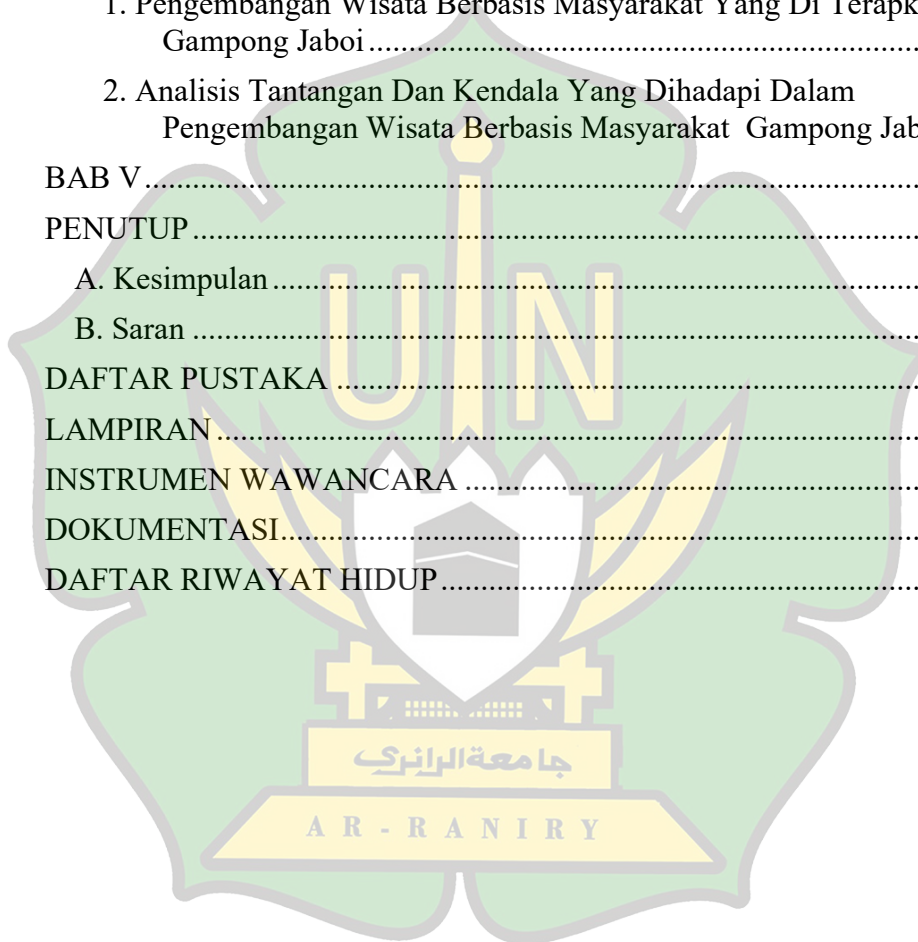 1. Pengembangan Wisata Berbasis Masyarakat Yang Di Terapk
Gampong Jaboi........................................................................
2. Analisis Tantangan Dan Kendala Yang Dihadapi Dalam
Pengembangan Wisata Berbasis Masyarakat Gampong Jab
BAB V........................................................................
PENUTUP........................................................................
A. Kesimpulan........................................................................
B. Saran ........................................................................
DAFTAR PUSTAKA ........................................................................
LAMPIRAN........................................................................
INSTRUMEN WAWANCARA ........................................................................
DOKUMENTASI........................................................................
DAFTAR RIWAYAT HIDUP........................................................................
UIN
جامعةالرانري
AR-RANIRY